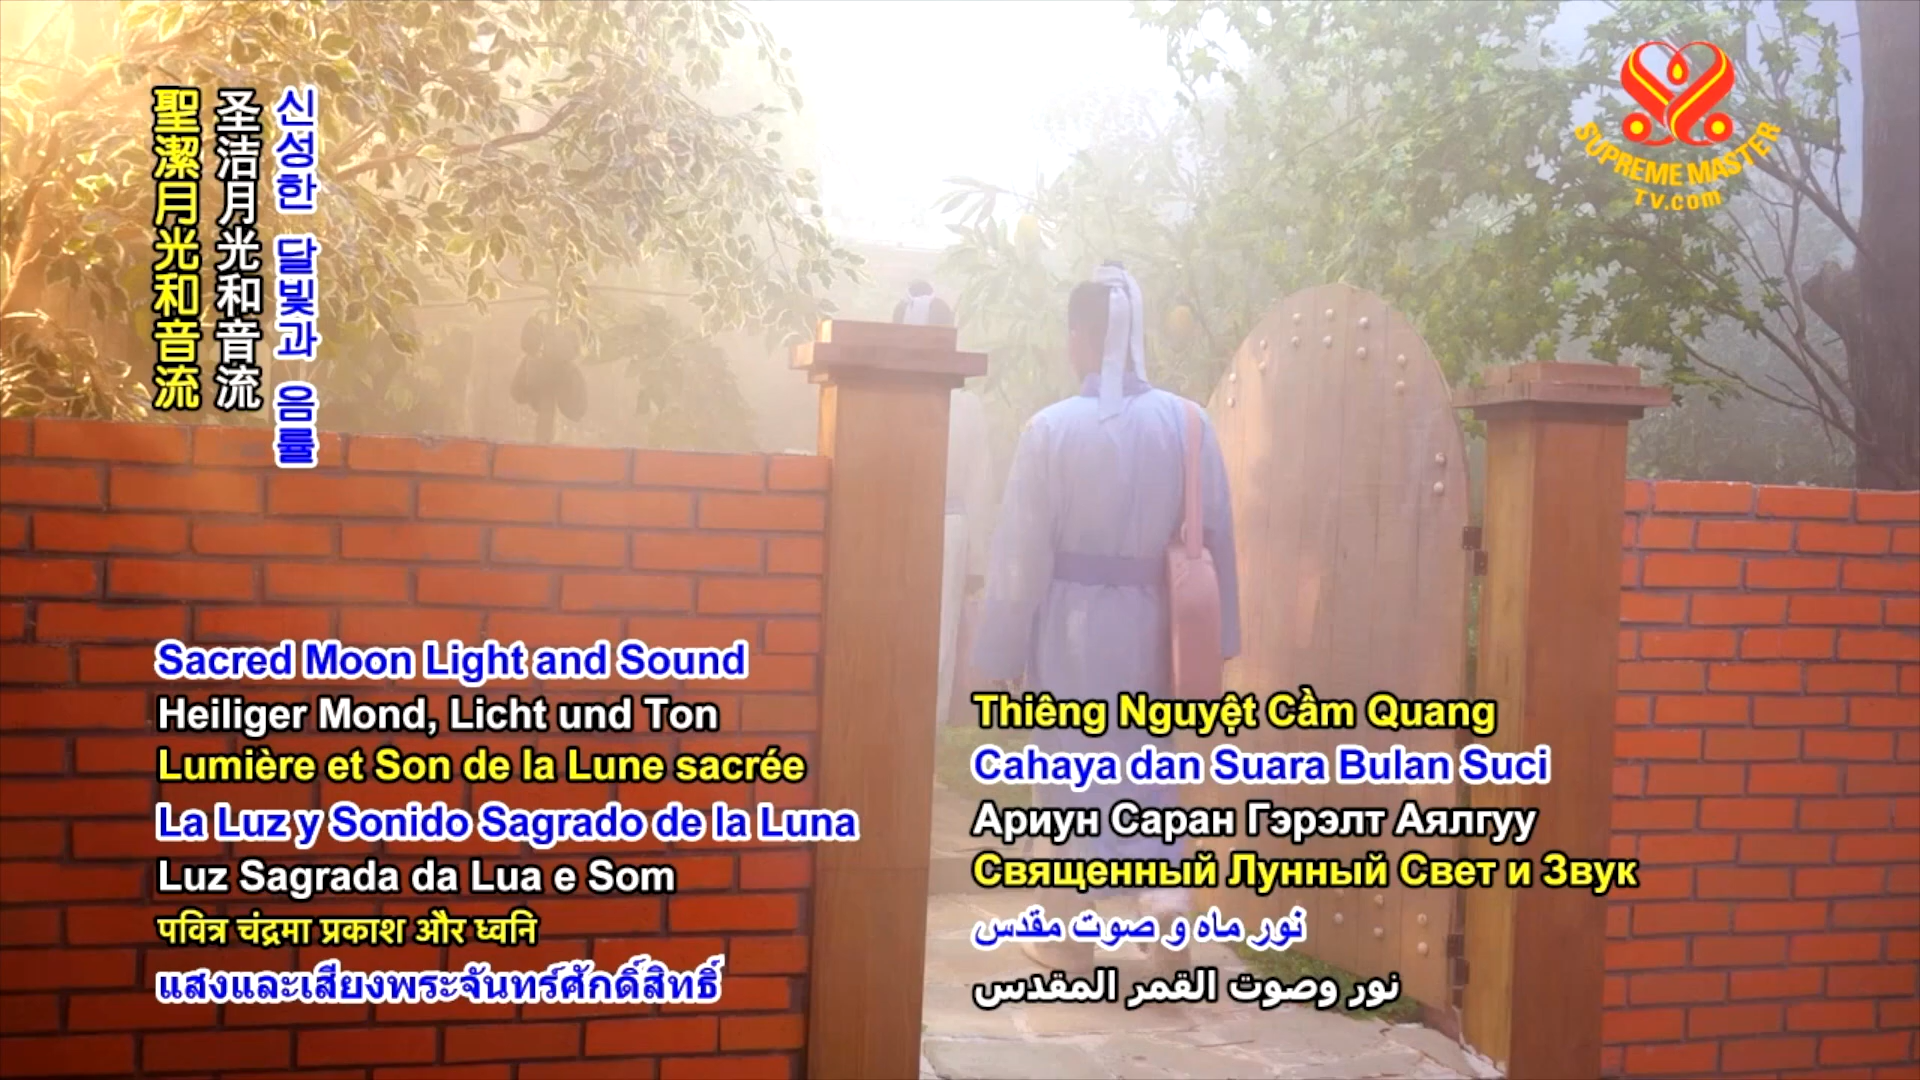 聖潔月光和音流
圣洁月光和音流
신성한 달빛과 음률
SUPREME MASTER
TV.com
Sacred Moon Light and Sound
Heiliger Mond, Licht und Ton
Lumière et Son de la Lune sacrée
La Luz y Sonido Sagrado de la Luna
Luz Sagrada da Lua e Som
पवित्र चंद्रमा प्रकाश और ध्वनि
แสงและเสียงพระจันทร์ศักดิ์สิทธิ์
Thiêng Nguyệt Cầm Quang
Cahaya dan Suara Bulan Suci
Ариун Саран Гэрэлт Аялгуу
Священный Лунный Свет и Звук
نور ماه و صوت مقدس
نور وصوت القمر المقدس